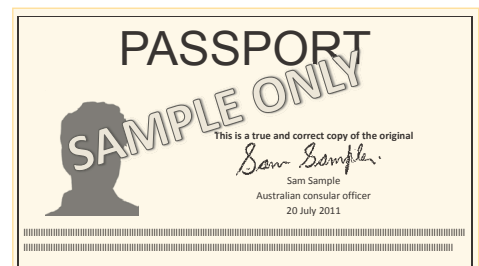 PASSPORT
SAMPLE ONLY
This is a true and correct copy of the original
Sam Sample.
Sam Sample
Australian consular officer
20 July 2011